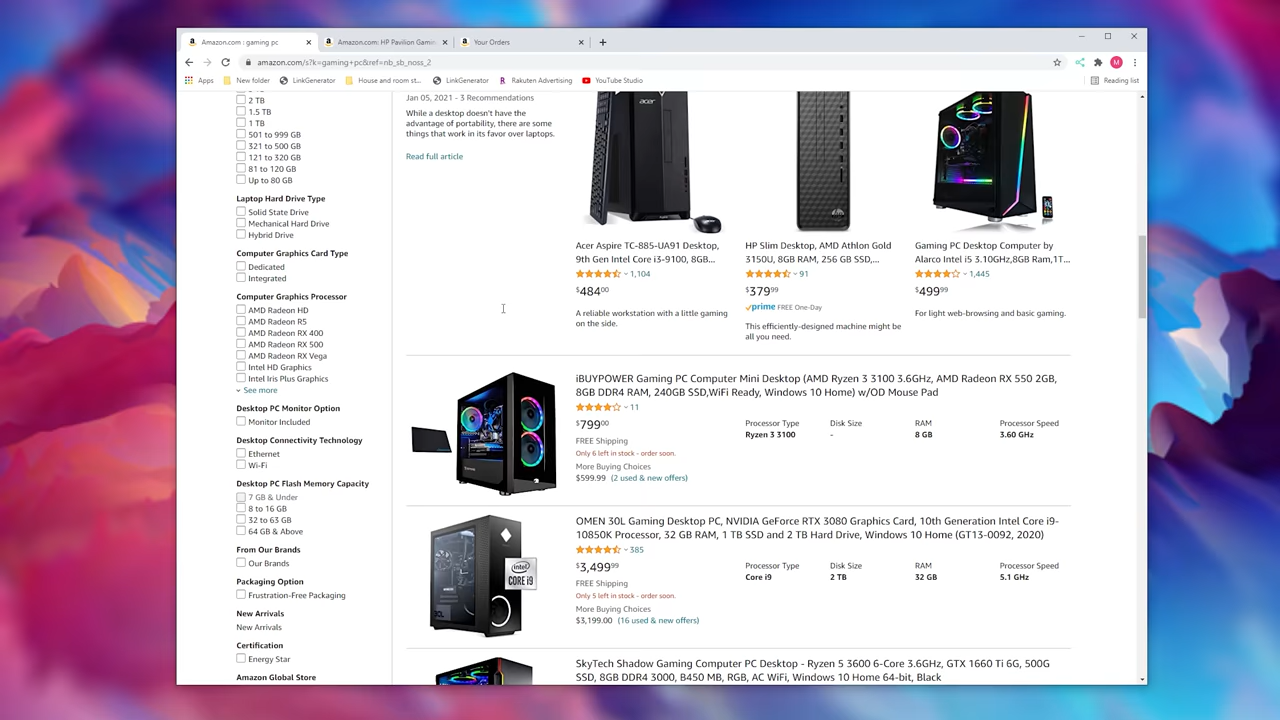 Amazon.com : gaming pc
Amazon.com: HP Pavilion Gamin
Your Orders
amazon.com/s?k=gaming+pc&ref=nb_sb_noss_2
M
Apps
New folder
LinkGenerator
House and room st...
LinkGenerator
Rakuten Advertising
YouTube Studio
Reading list
2 TB
1.5 TB
1 TB
501 to 999 GB
321 to 500 GB
121 to 320 GB
81 to 120 GB
Up to 80 GB
Laptop Hard Drive Type
Solid State Drive
Mechanical Hard Drive
Hybrid Drive
Computer Graphics Card Type
Dedicated
Integrated
Computer Graphics Processor
AMD Radeon HD
AMD Radeon R5
AMD Radeon RX 400
AMD Radeon RX 500
AMD Radeon RX Vega
Intel HD Graphics
Intel Iris Plus Graphics
See more
Desktop PC Monitor Option
Monitor Included
Desktop Connectivity Technology
Ethernet
Wi-Fi
Desktop PC Flash Memory Capacity
7 GB & Under
8 to 16 GB
32 to 63 GB
64 GB & Above
From Our Brands
Our Brands
Packaging Option
Frustration-Free Packaging
New Arrivals
New Arrivals
Certification
Energy Star
Amazon Global Store
Jan 05, 2021 - 3 Recommendations
While a desktop doesn't have the
advantage of portability, there are some
things that work in its favor over laptops.
Read full article
acer
Acer Aspire TC-885-UA91 Desktop,
9th Gen Intel Core i3-9100, 8GB...
1,104
$484 00
A reliable workstation with a little gaming
on the side.
hp
HP Slim Desktop, AMD Athlon Gold
3150U, 8GB RAM, 256 GB SSD,...
91
$379 99
prime FREE One-Day
This efficiently-designed machine might be
all you need.
Gaming PC Desktop Computer by
Alarco Intel i5 3.10GHz,8GB Ram,1T...
1,445
$499 99
For light web-browsing and basic gaming.
iBUYPOWER Gaming PC Computer Mini Desktop (AMD Ryzen 3 3100 3.6GHz, AMD Radeon RX 550 2GB,
8GB DDR4 RAM, 240GB SSD,WiFi Ready, Windows 10 Home) w/OD Mouse Pad
11
$799 00
FREE Shipping
Only 6 left in stock - order soon.
More Buying Choices
$599.99 (2 used & new offers)
Processor Type
Ryzen 3 3100
Disk Size
-
RAM
8 GB
Processor Speed
3.60 GHz
intel
CORE i9
OMEN 30L Gaming Desktop PC, NVIDIA GeForce RTX 3080 Graphics Card, 10th Generation Intel Core i9-
10850K Processor, 32 GB RAM, 1 TB SSD and 2 TB Hard Drive, Windows 10 Home (GT13-0092, 2020)
385
$3,499 99
FREE Shipping
Only 5 left in stock - order soon.
More Buying Choices
$3,199.00 (16 used & new offers)
Processor Type
Core i9
Disk Size
2 TB
RAM
32 GB
Processor Speed
5.1 GHz
SkyTech Shadow Gaming Computer PC Desktop - Ryzen 5 3600 6-Core 3.6GHz, GTX 1660 Ti 6G, 500G
SSD, 8GB DDR4 3000, B450 MB, RGB, AC WiFi, Windows 10 Home 64-bit, Black